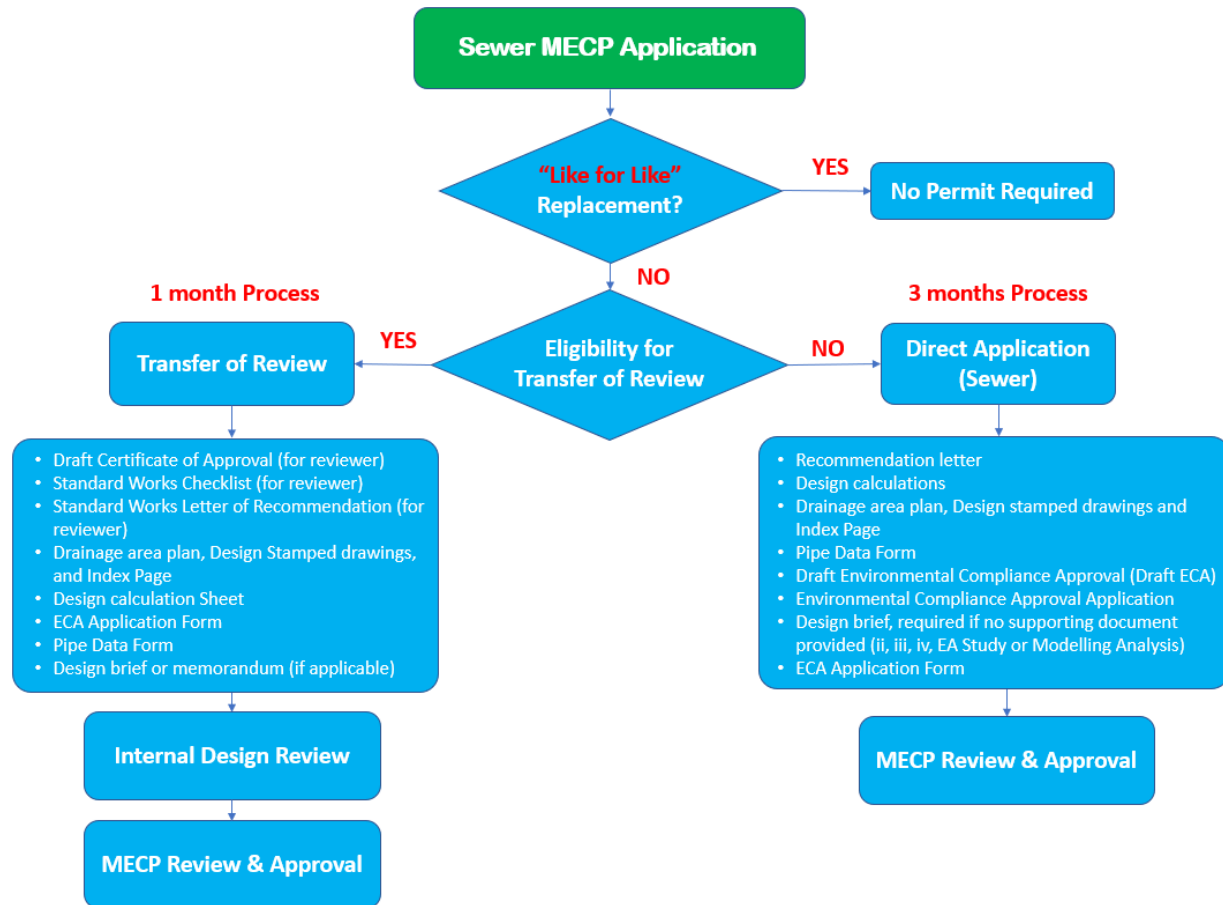 Sewer MECP Application
“Like for Like”
Replacement?
YES
No Permit Required
NO
1 month Process
3 months Process
Transfer of Review
YES
Eligibility for
Transfer of Review
NO
Direct Application
(Sewer)
• Draft Certificate of Approval (for reviewer)
• Standard Works Checklist (for reviewer)
• Standard Works Letter of Recommendation (for
reviewer)
• Drainage area plan, Design Stamped drawings,
and Index Page
• Design calculation Sheet
• ECA Application Form
• Pipe Data Form
• Design brief or memorandum (if applicable)
• Recommendation letter
• Design calculations
• Drainage area plan, Design stamped drawings and
Index Page
• Pipe Data Form
• Draft Environmental Compliance Approval (Draft ECA)
• Environmental Compliance Approval Application
• Design brief, required if no supporting document
provided (ii, iii, iv, EA Study or Modelling Analysis)
• ECA Application Form
Internal Design Review
MECP Review & Approval
MECP Review & Approval